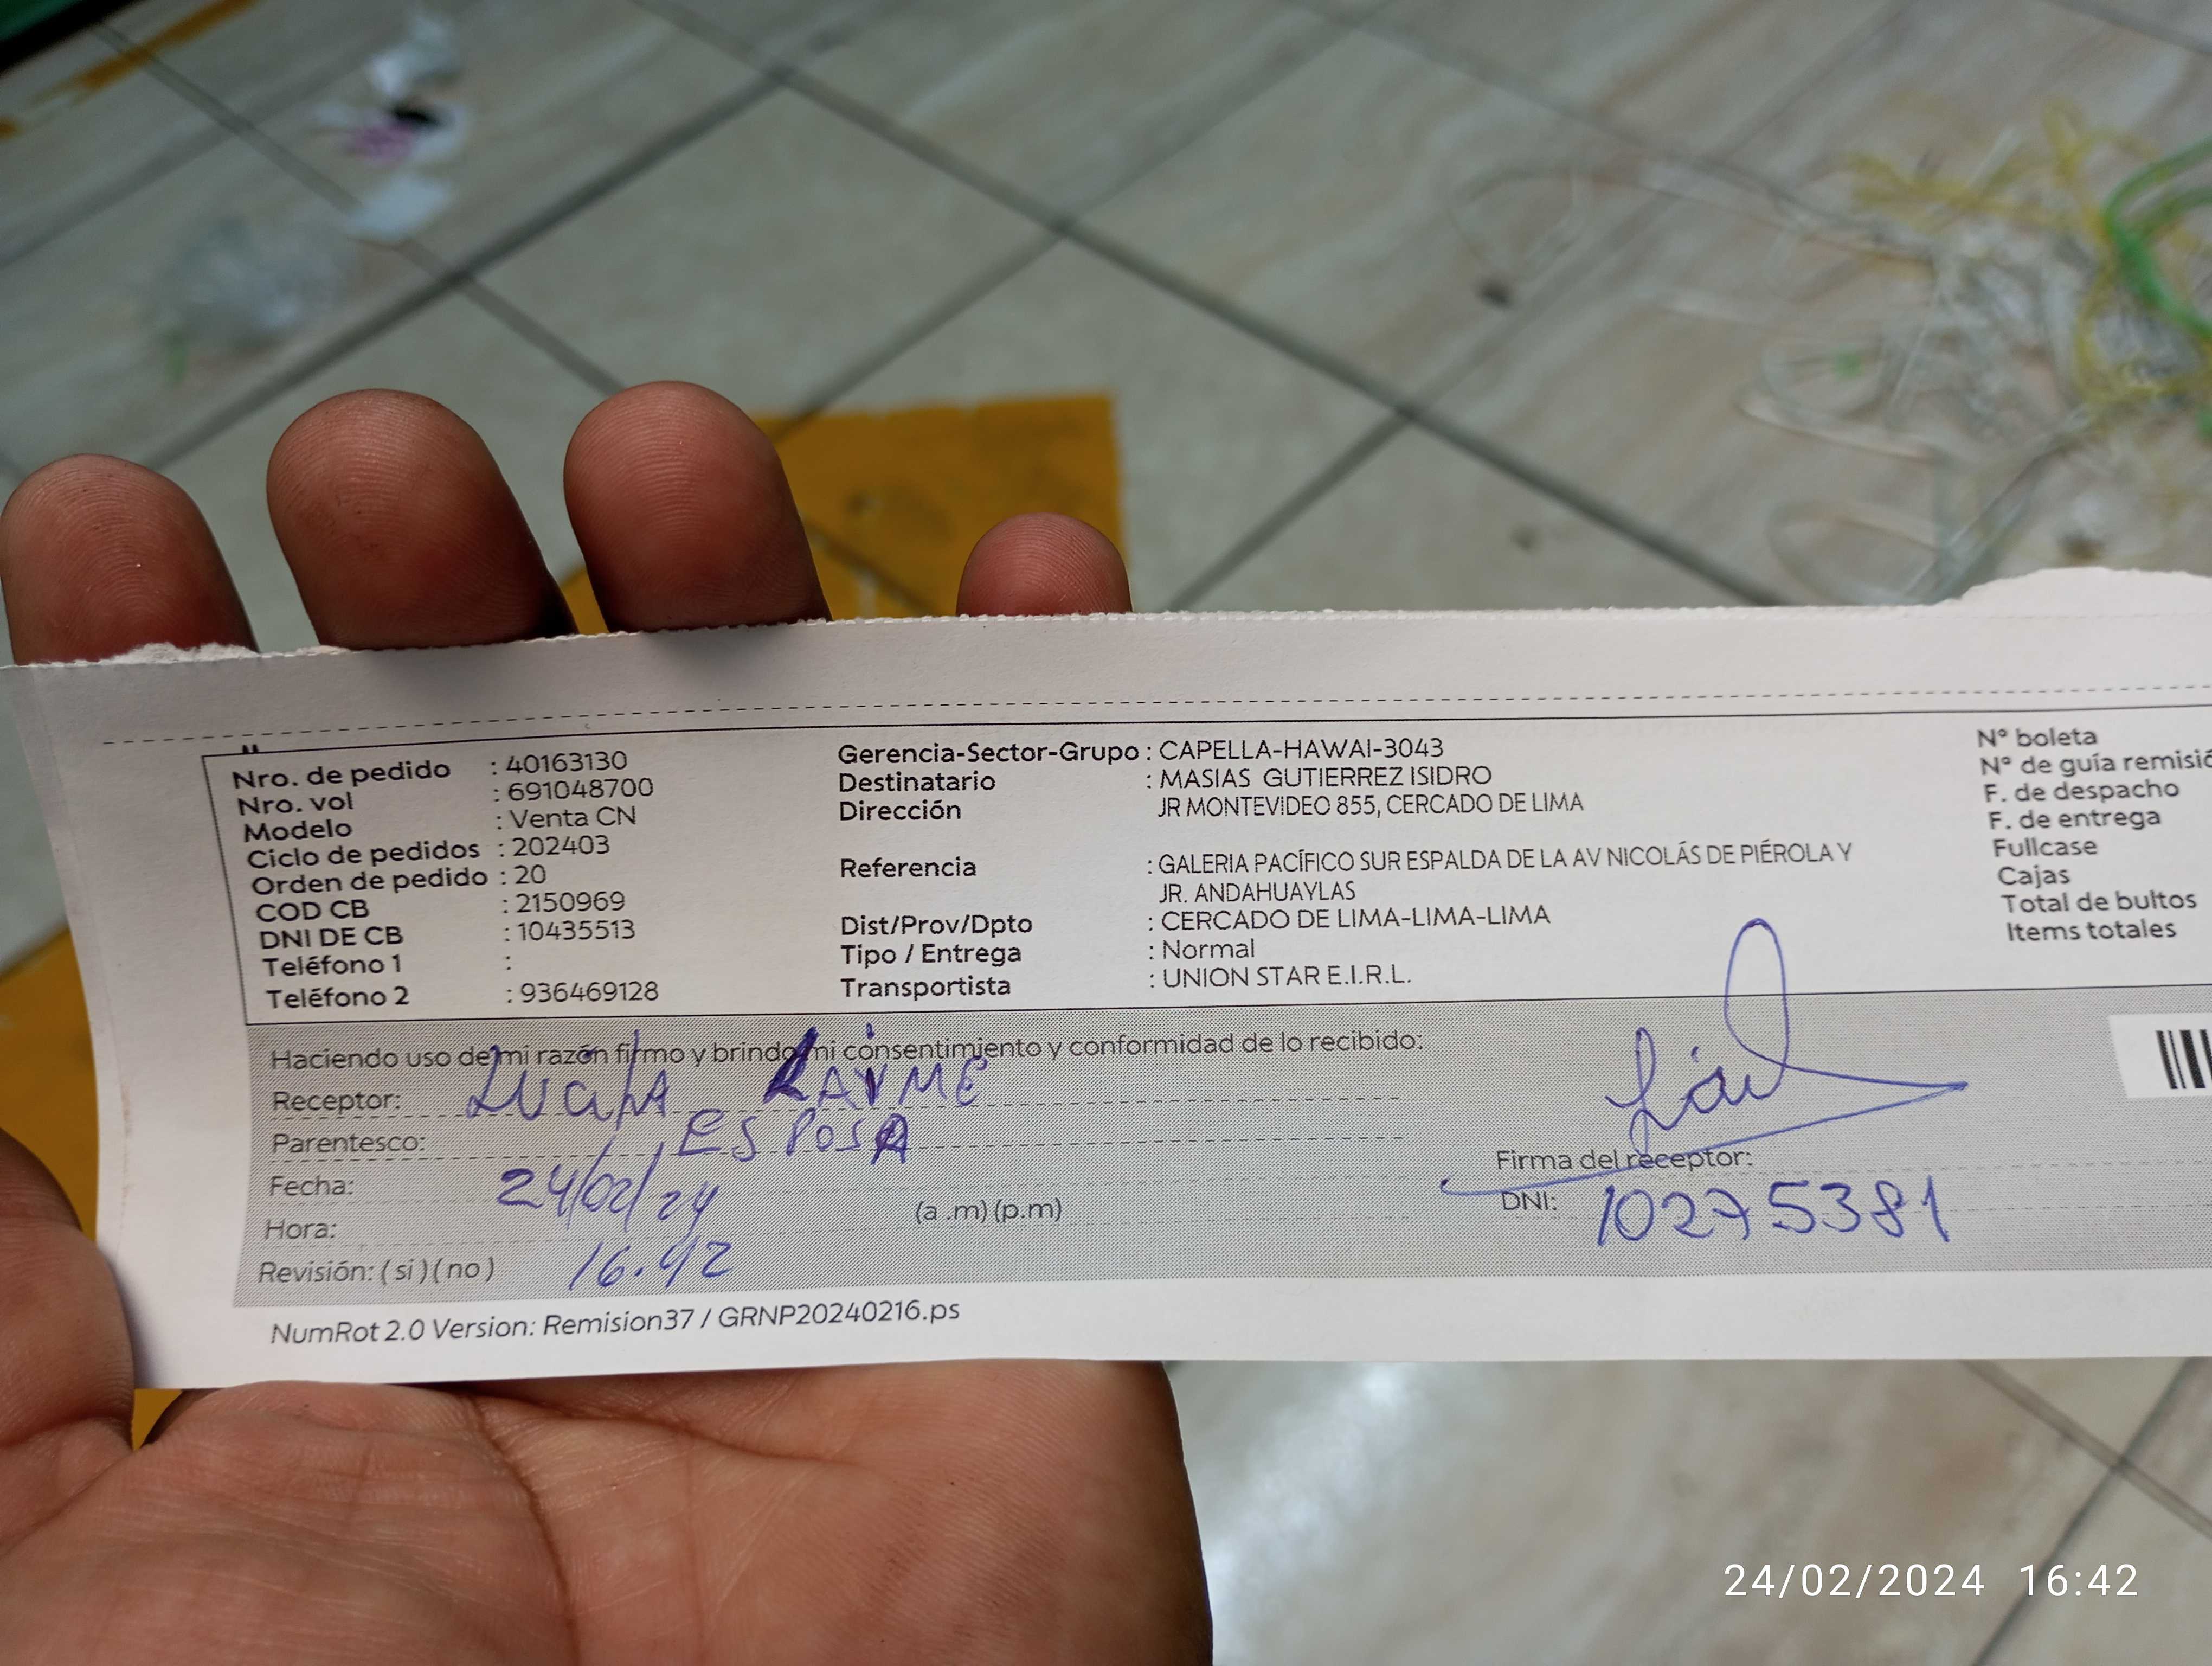 Nro. de pedido : 40163130
Nro. vol : 691048700
Modelo : Venta CN
Ciclo de pedidos : 202403
Orden de pedido : 20
COD CB : 2150969
DNI DE CB : 10435513
Teléfono 1 :
Teléfono 2 : 936469128
Gerencia-Sector-Grupo : CAPELLA-HAWAI-3043
Destinatario : MASIAS GUTIERREZ ISIDRO
Dirección JR MONTEVIDEO 855, CERCADO DE LIMA
Referencia : GALERIA PACÍFICO SUR ESPALDA DE LA AV NICOLÁS DE PIÉROLA Y
JR. ANDAHUAYLAS
Dist/Prov/Dpto : CERCADO DE LIMA-LIMA-LIMA
Tipo / Entrega : Normal
Transportista : UNION STAR E.I.R.L.
N° boleta
N° de guía remisió
F. de despacho
F. de entrega
Fullcase
Cajas
Total de bultos
Items totales
Haciendo uso de mi razón firmo y brindo mi consentimiento y conformidad de lo recibido:
Receptor: LUCILA LAYME
Parentesco: ESPOSA
Fecha: 24/02/24
Hora: 16.42 (a .m) (p.m)
Revisión: (si) (no)
Firma del receptor:
DNI: 10275381
NumRot 2.0 Version: Remision37 / GRNP20240216.ps
24/02/2024 16:42